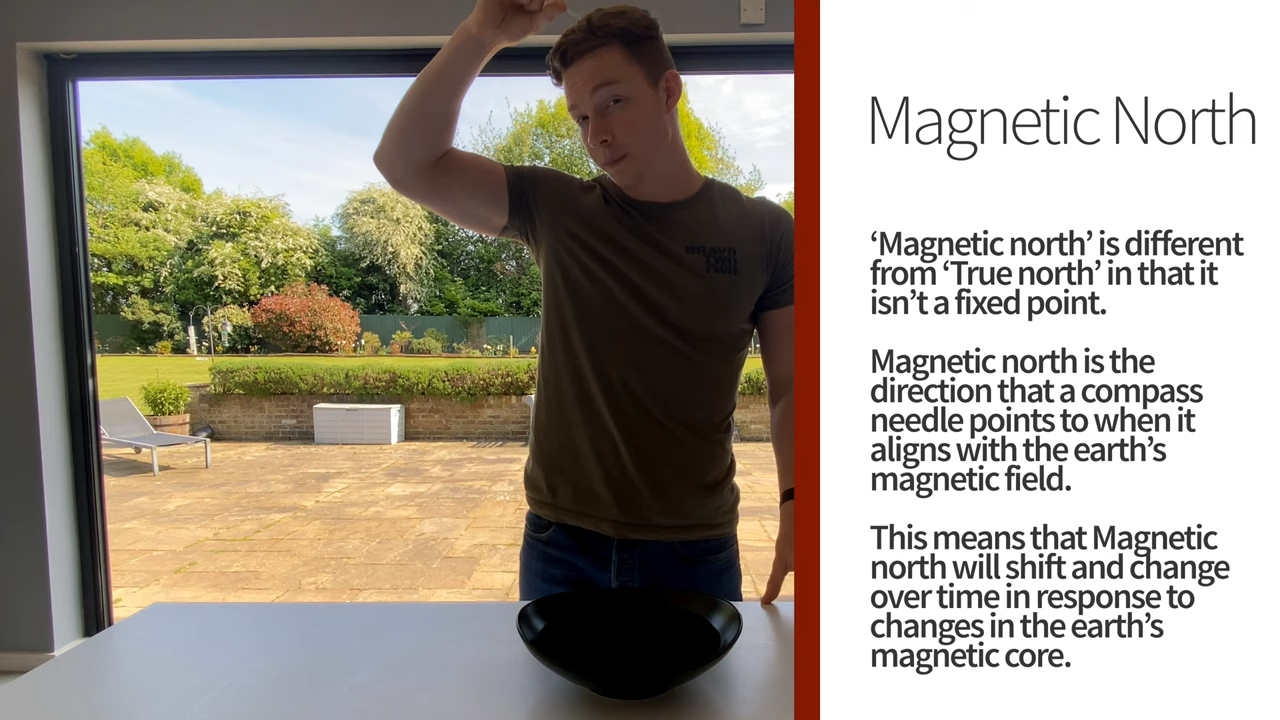 Magnetic North
‘Magnetic north’ is different
from ‘True north’ in that it
isn’t a fixed point.
Magnetic north is the
direction that a compass
needle points to when it
aligns with the earth’s
magnetic field.
This means that Magnetic
north will shift and change
over time in response to
changes in the earth’s
magnetic core.